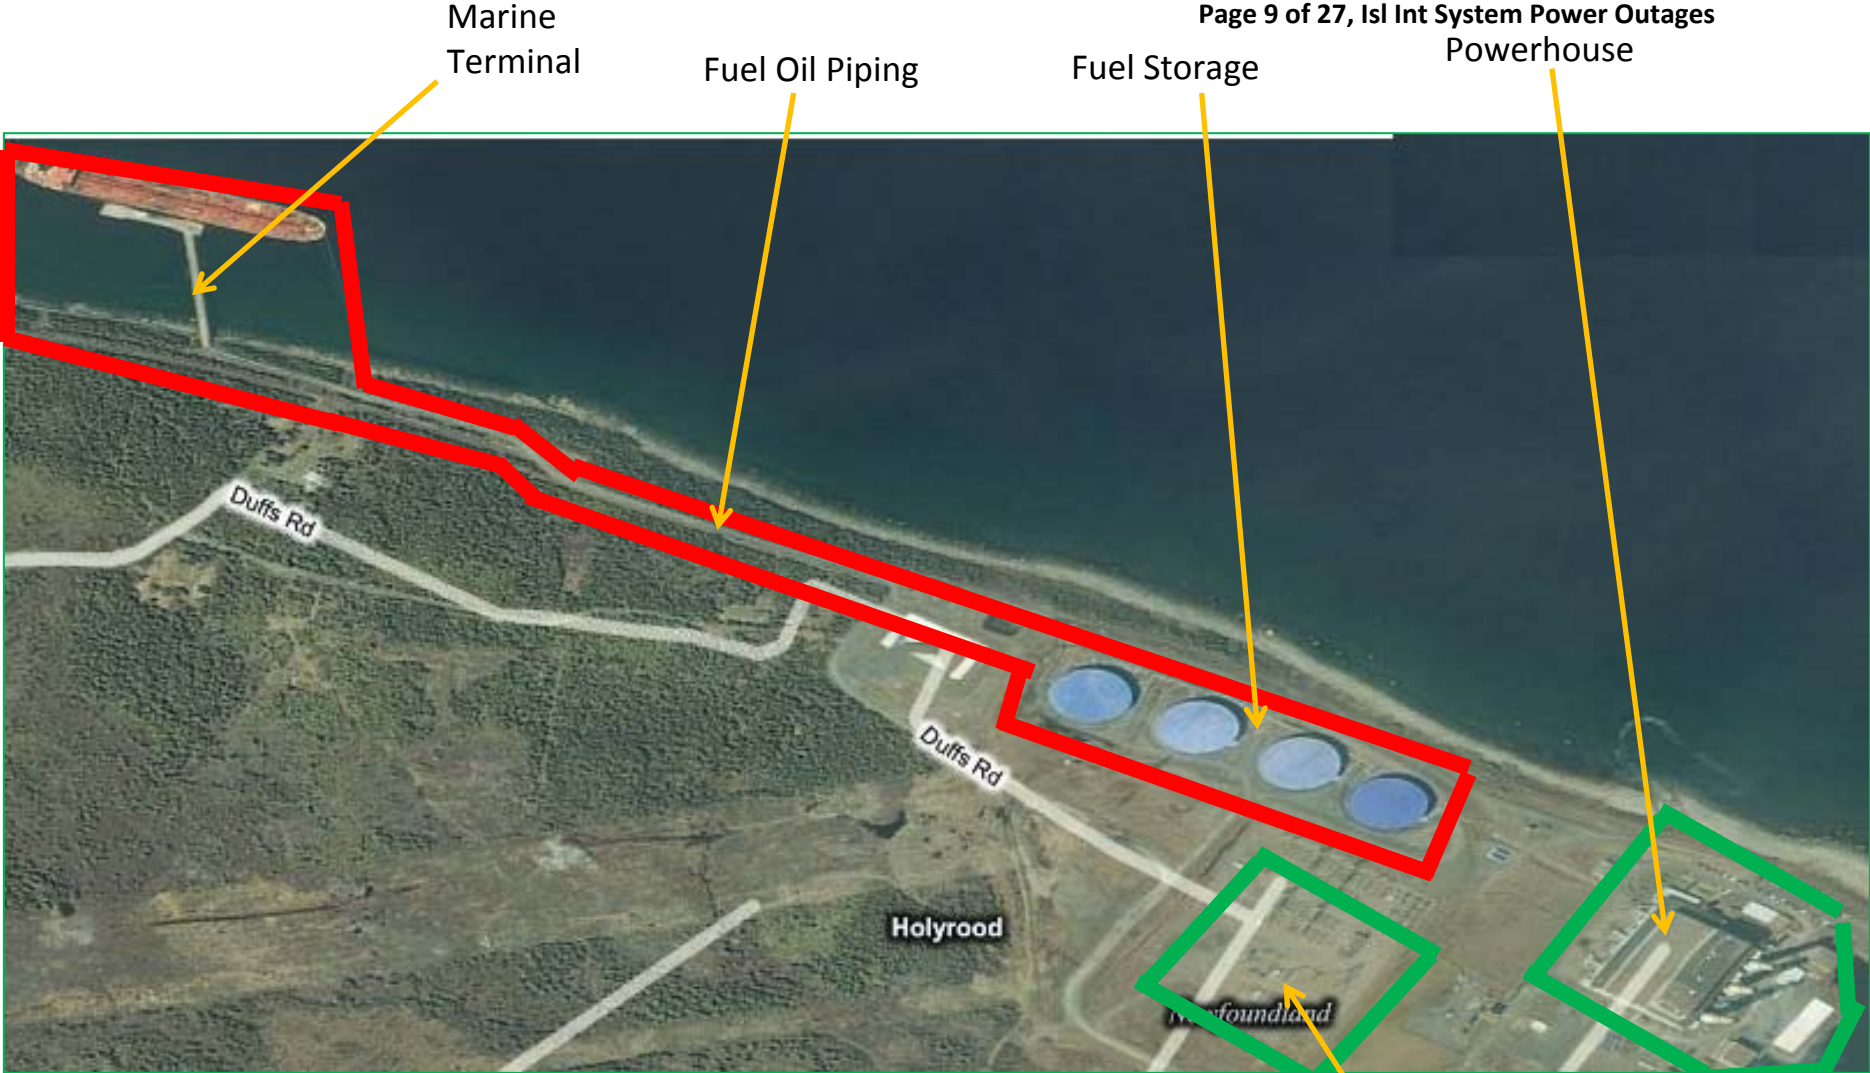 Page 9 of 27, Isl Int System Power Outages
Marine
Terminal
Fuel Oil Piping
Fuel Storage
Powerhouse
Duffs Rd
Duffs Rd
Holyrood
Newfoundland